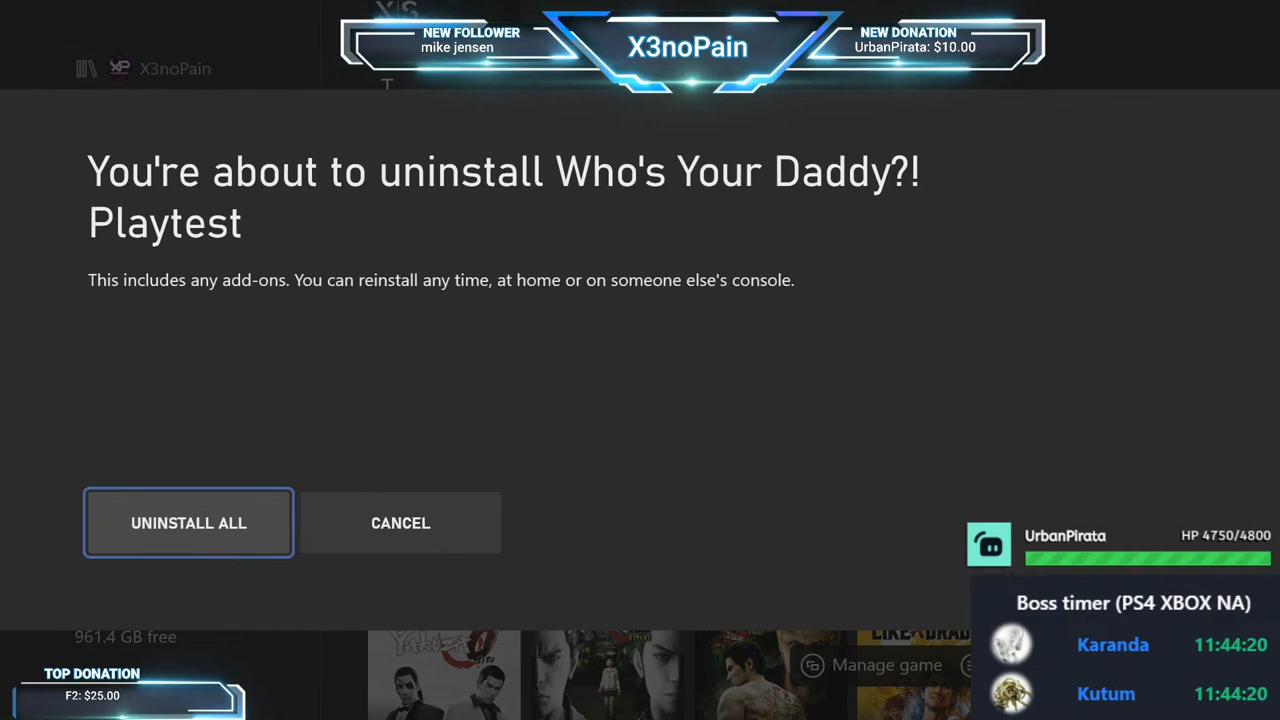 X|S
NEW FOLLOWER
mike jensen
X3noPain
NEW DONATION
UrbanPirata: $10.00
XP
X3noPain
T
You're about to uninstall Who's Your Daddy?!
Playtest
This includes any add-ons. You can reinstall any time, at home or on someone else's console.
UNINSTALL ALL
CANCEL
UrbanPirata
HP 4750/4800
Boss timer (PS4 XBOX NA)
Karanda 11:44:20
Kutum 11:44:20
961.4 GB free
Manage game
TOP DONATION
F2: $25.00